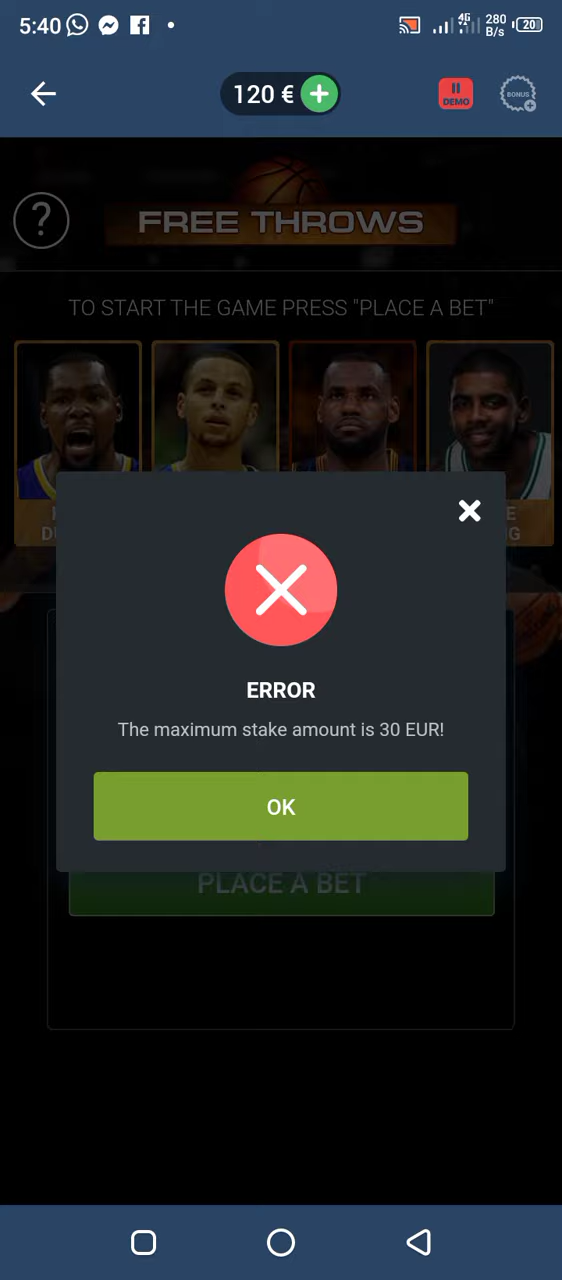 5:40
4G
280
B/s
20
120 €
DEMO
BONUS
?
FREE THROWS
TO START THE GAME PRESS "PLACE A BET"
ERROR
The maximum stake amount is 30 EUR!
OK
PLACE A BET